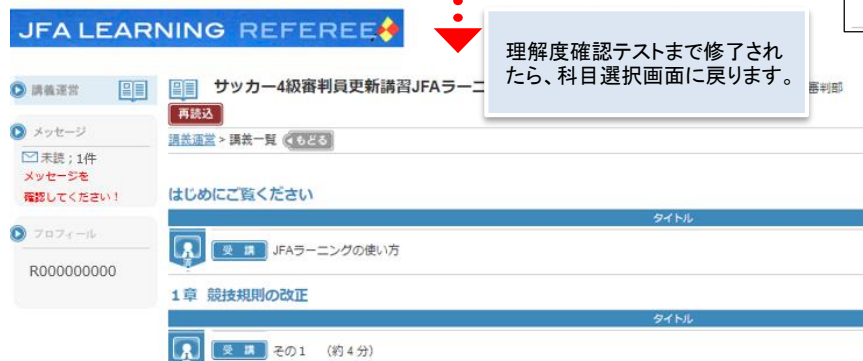 JFA LEARNING REFEREE
理解度確認テストまで修了され
たら、科目選択画面に戻ります。
講義運営
サッカー4級審判員更新講習JFAラーニ
審判部
再読込
講義運営 > 講義一覧 もどる
メッセージ
未読;1件
メッセージを
確認してください!
はじめにご覧ください
タイトル
受 講 JFAラーニングの使い方
プロフィール
R000000000
1章 競技規則の改正
タイトル
受 講 その1 (約4分)